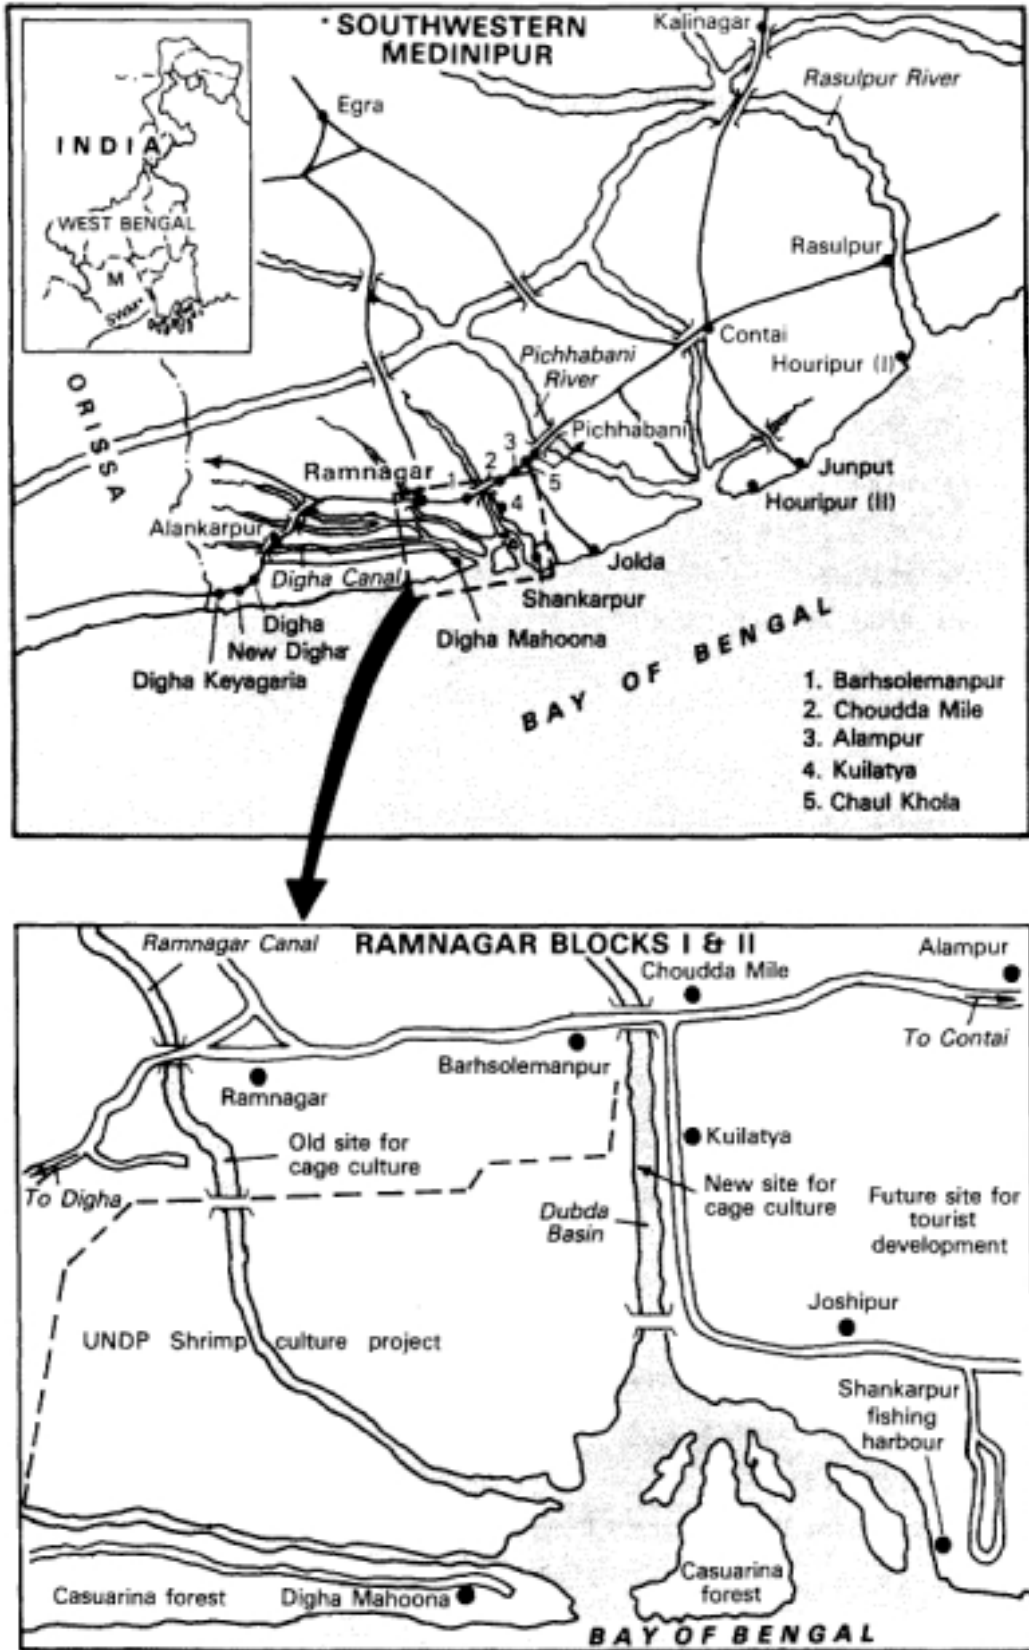 SOUTHWESTERN
MEDINIPUR
Kalinagar
Rasulpur River
Egra
INDIA
WEST BENGAL
M
Rasulpur
Contai
Houripur (I)
ORISSA
Pichhabani
River
Pichhabani
3
2
1
5
4
Ramnagar
Junput
Houripur (II)
Alankarpur
Digha Canal
Jolda
Shankarpur
Digha
New Digha
Digha Mahoona
Digha Keyagaria
BAY OF BENGAL
1. Barhsolemanpur
2. Choudda Mile
3. Alampur
4. Kuilatya
5. Chaul Khola
Ramnagar Canal
RAMNAGAR BLOCKS I & II
Alampur
Choudda Mile
To Contai
Barhsolemanpur
Ramnagar
Old site for
cage culture
Kuilatya
To Digha
New site for
cage culture
Dubda
Basin
Future site for
tourist
development
Joshipur
UNDP Shrimp culture project
Shankarpur
fishing
harbour
Casuarina
forest
Casuarina forest
Digha Mahoona
BAY OF BENGAL